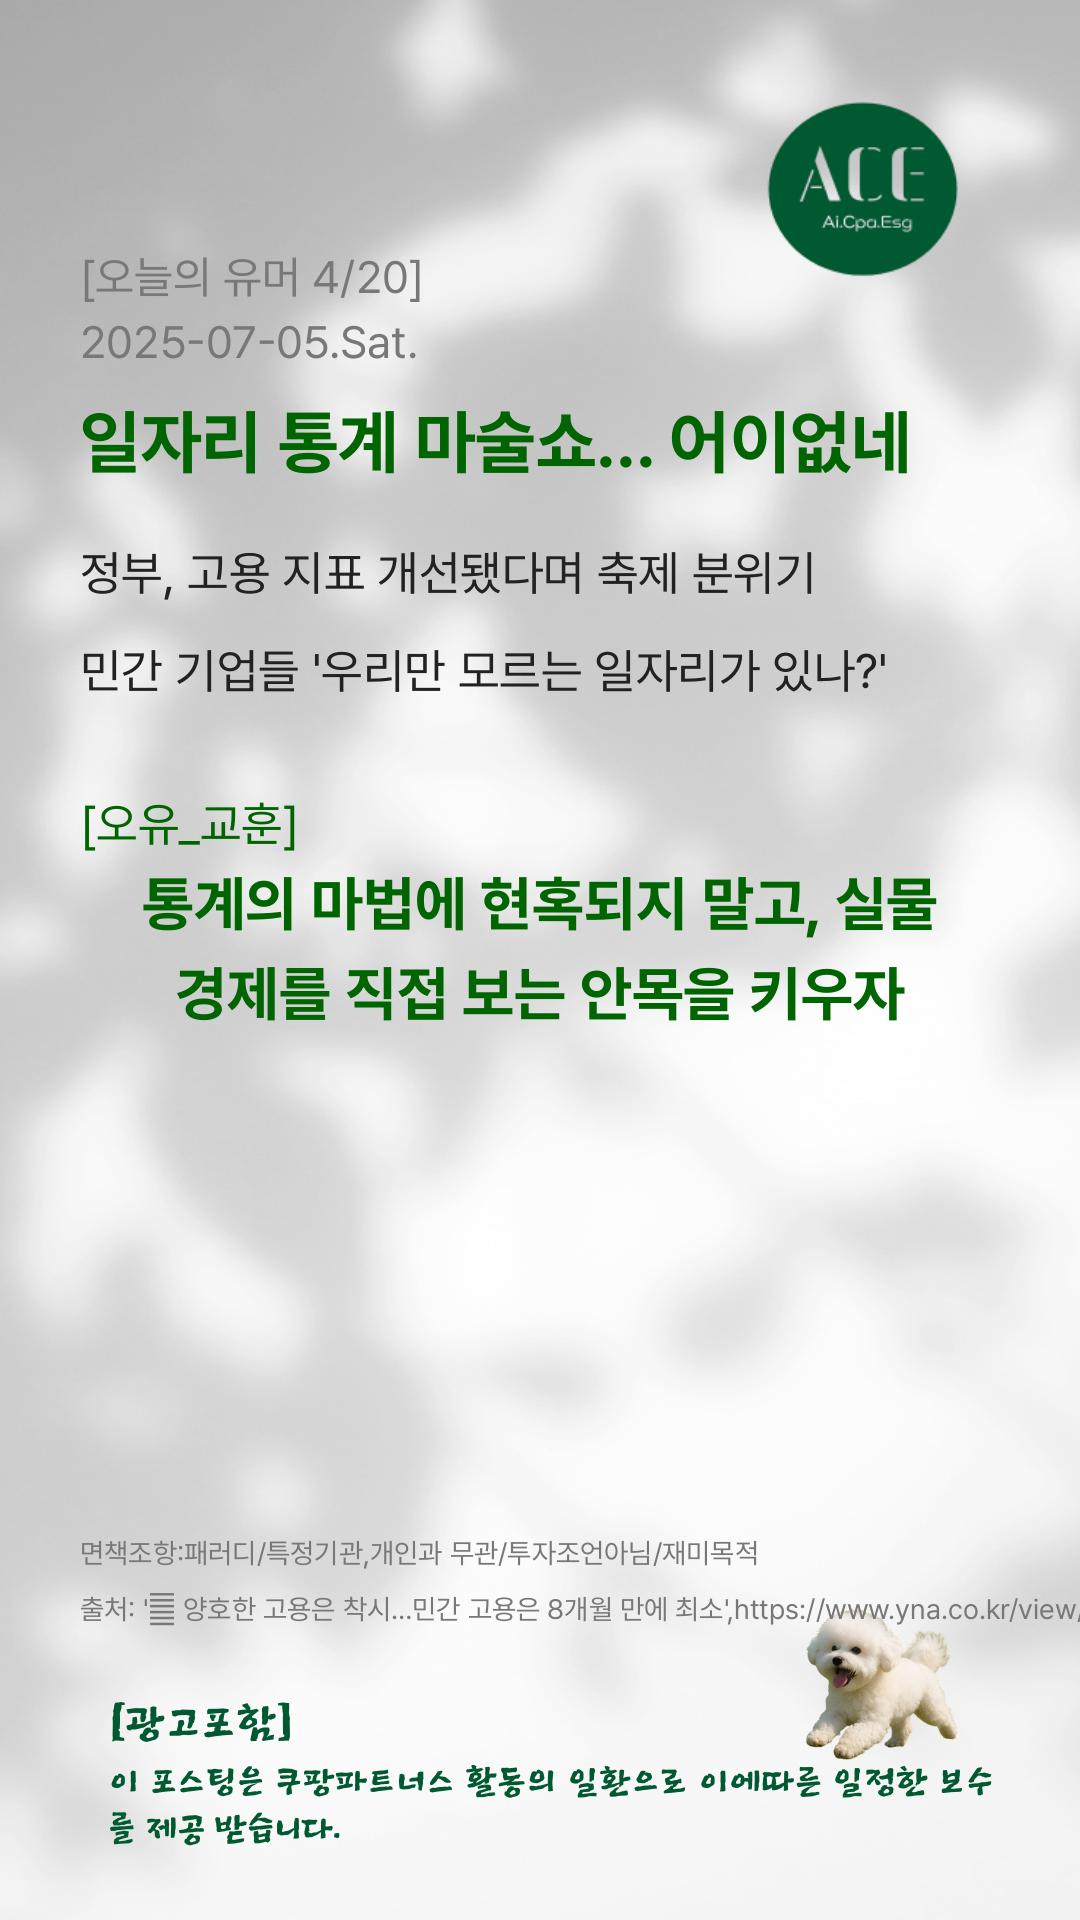 ACE
Ai.Cpa.Esg
[오늘의 유머 4/20]
2025-07-05.Sat.
일자리 통계 마술쇼... 어이없네
정부, 고용 지표 개선됐다며 축제 분위기
민간 기업들 '우리만 모르는 일자리가 있나?'
[오유_교훈]
통계의 마법에 현혹되지 말고, 실물
경제를 직접 보는 안목을 키우자
면책조항:패러디/특정기관,개인과 무관/투자조언아님/재미목적
출처: '䷀ 양호한 고용은 착시...민간 고용은 8개월 만에 최소',https://www.yna.co.kr/view/
[광고포함]
이 포스팅은 쿠팡파트너스 활동의 일환으로 이에따른 일정한 보수
를 제공 받습니다.